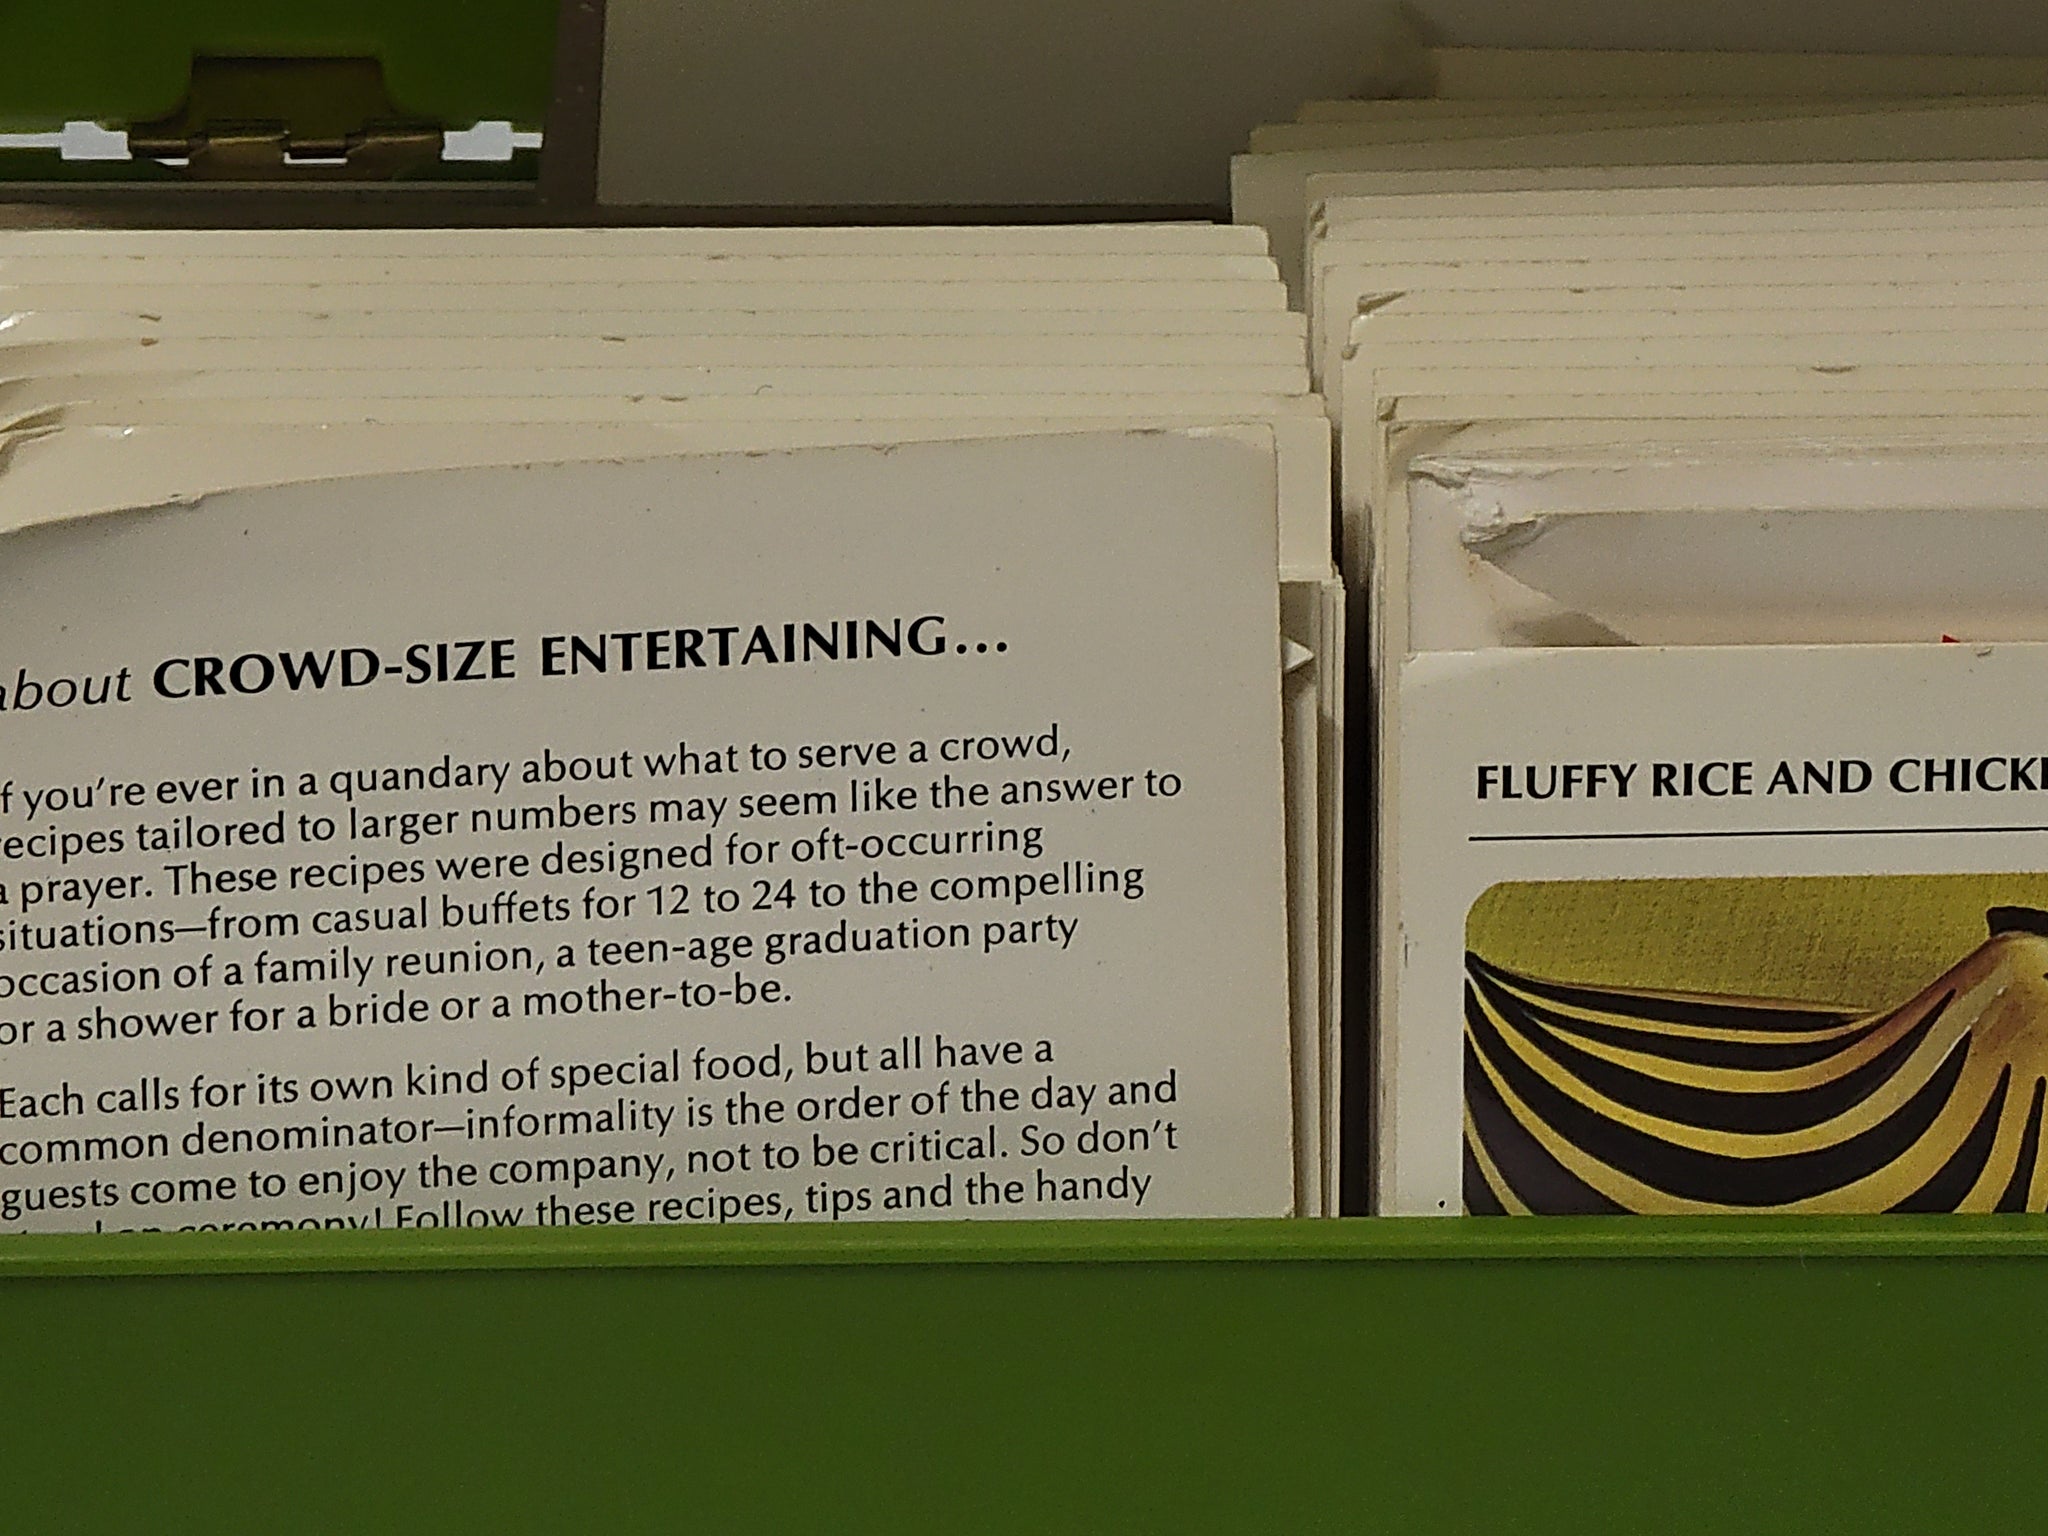 about CROWD-SIZE ENTERTAINING...
If you're ever in a quandary about what to serve a crowd,
recipes tailored to larger numbers may seem like the answer to
a prayer. These recipes were designed for oft-occurring
situations—from casual buffets for 12 to 24 to the compelling
occasion of a family reunion, a teen-age graduation party
or a shower for a bride or a mother-to-be.
Each calls for its own kind of special food, but all have a
common denominator—informality is the order of the day and
guests come to enjoy the company, not to be critical. So don't
ceremony! Follow these recipes, tips and the handy
FLUFFY RICE AND